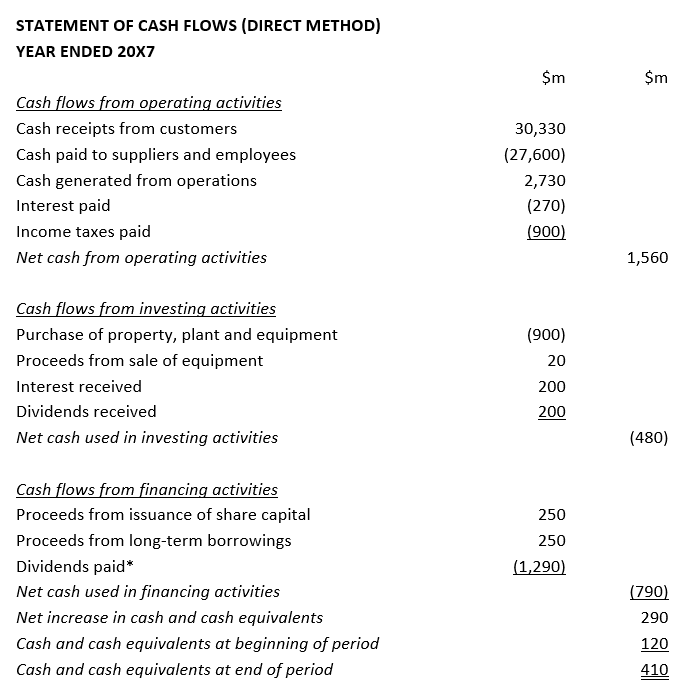 STATEMENT OF CASH FLOWS (DIRECT METHOD)
YEAR ENDED 20X7
$m $m
Cash flows from operating activities
Cash receipts from customers 30,330
Cash paid to suppliers and employees (27,600)
Cash generated from operations 2,730
Interest paid (270)
Income taxes paid (900)
Net cash from operating activities 1,560
Cash flows from investing activities
Purchase of property, plant and equipment (900)
Proceeds from sale of equipment 20
Interest received 200
Dividends received 200
Net cash used in investing activities (480)
Cash flows from financing activities
Proceeds from issuance of share capital 250
Proceeds from long-term borrowings 250
Dividends paid* (1,290)
Net cash used in financing activities (790)
Net increase in cash and cash equivalents 290
Cash and cash equivalents at beginning of period 120
Cash and cash equivalents at end of period 410